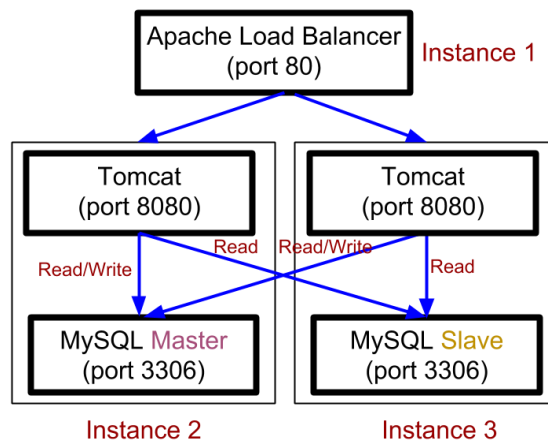 Apache Load Balancer
(port 80)
Instance 1
Tomcat
(port 8080)
Tomcat
(port 8080)
Read/Write
Read
Read/Write
Read
MySQL Master
(port 3306)
MySQL Slave
(port 3306)
Instance 2
Instance 3